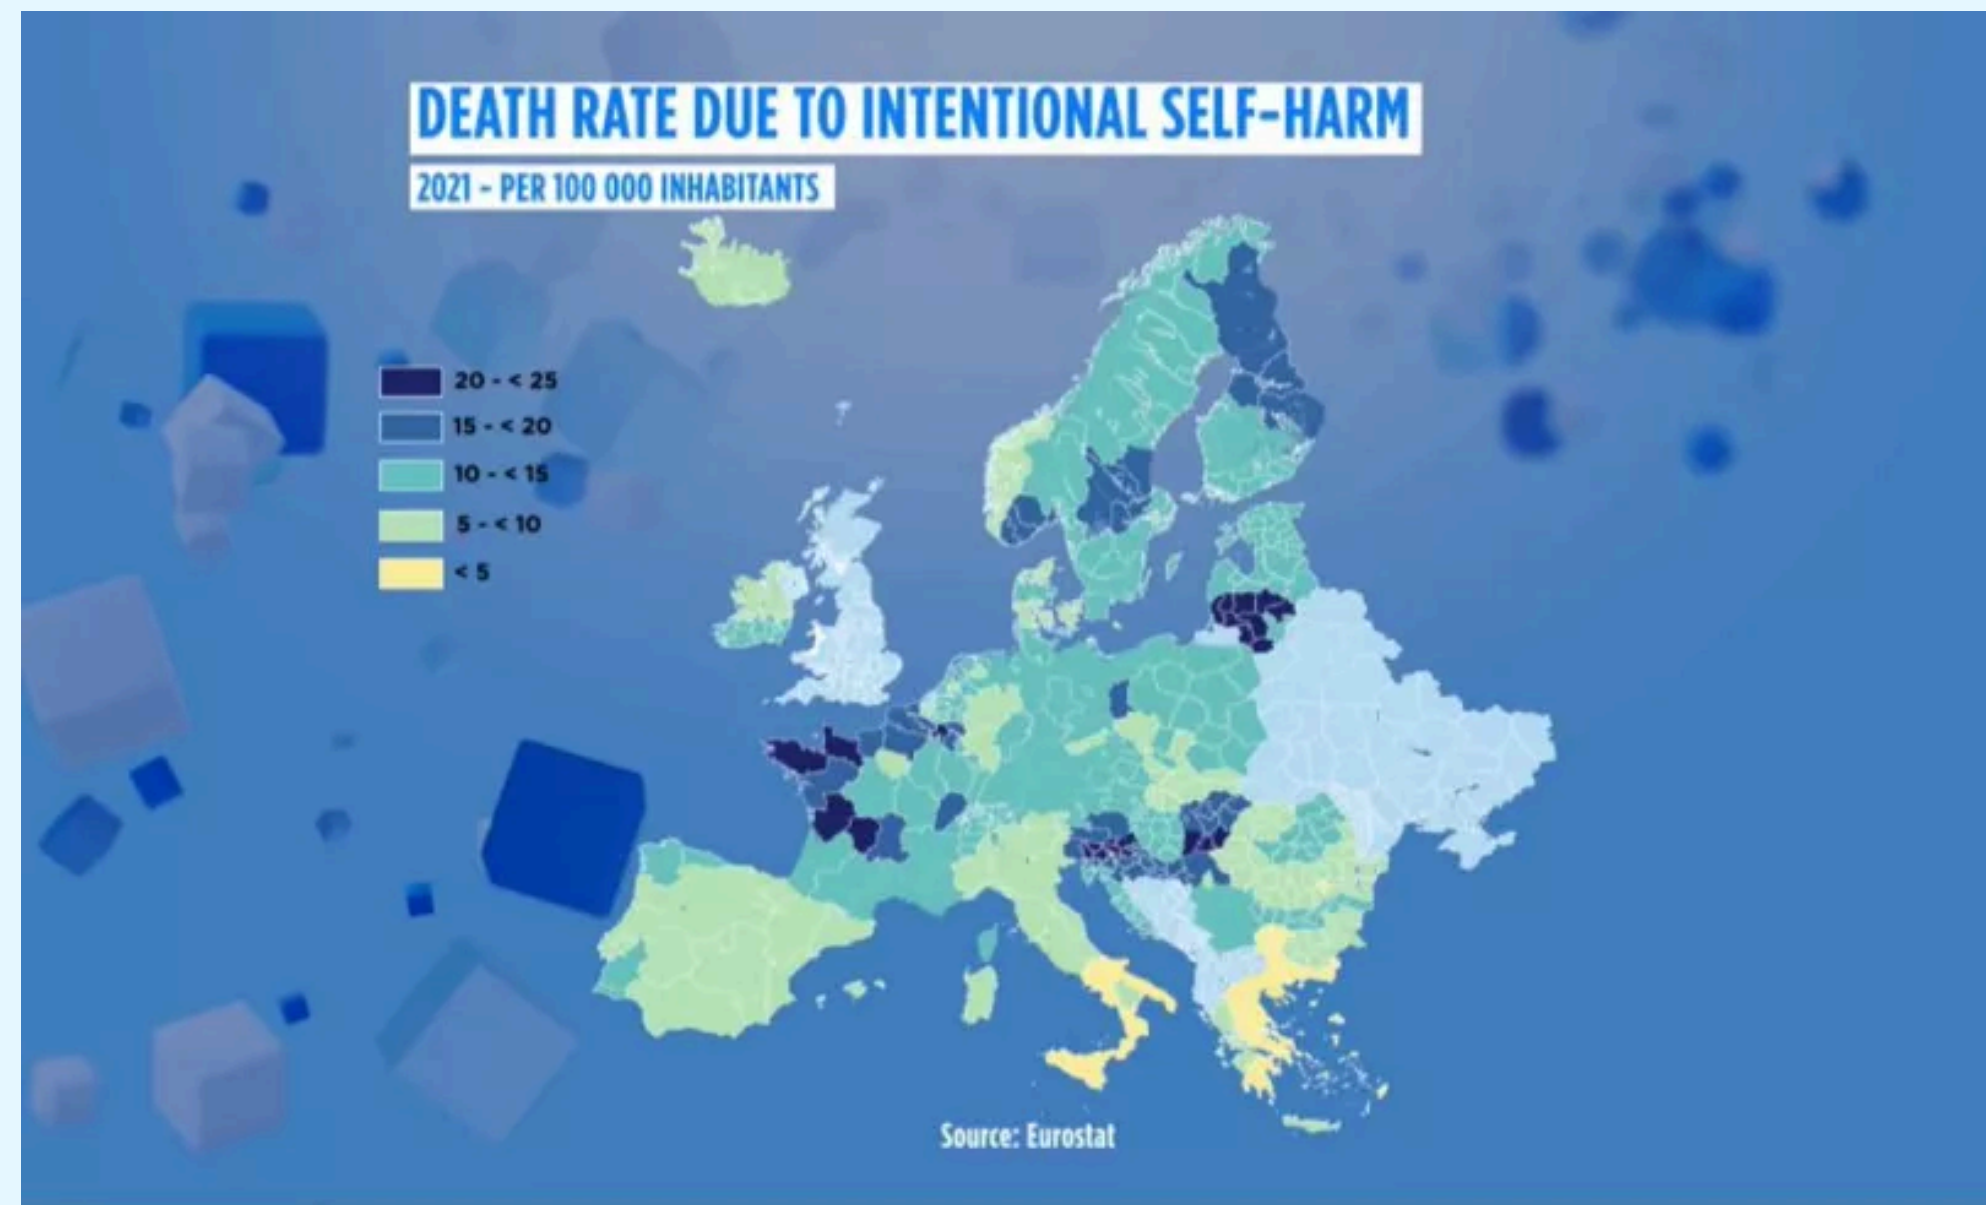 DEATH RATE DUE TO INTENTIONAL SELF-HARM
2021 - PER 100 000 INHABITANTS
20 - < 25
15 - < 20
10 - < 15
5 - < 10
< 5
Source: Eurostat